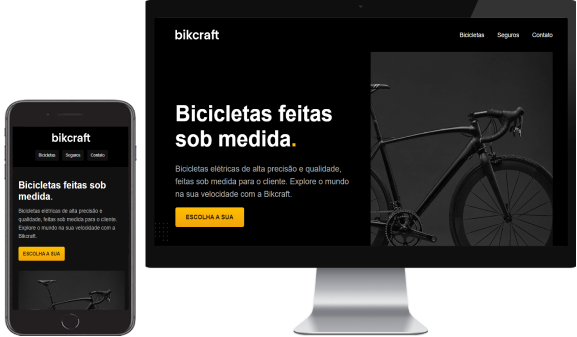 bikcraft
Bicicletas
Seguros
Contato
Bicicletas feitas
sob medida.
Bicicletas elétricas de alta precisão e qualidade,
feitas sob medida para o cliente. Explore o mundo
na sua velocidade com a Bikcraft.
ESCOLHA A SUA
bikcraft
Bicicletas
Seguros
Contato
Bicicletas feitas sob
medida.
Bicicletas elétricas de alta precisão e
qualidade, feitas sob medida para o cliente.
Explore o mundo na sua velocidade com a
Bikcraft.
ESCOLHA A SUA